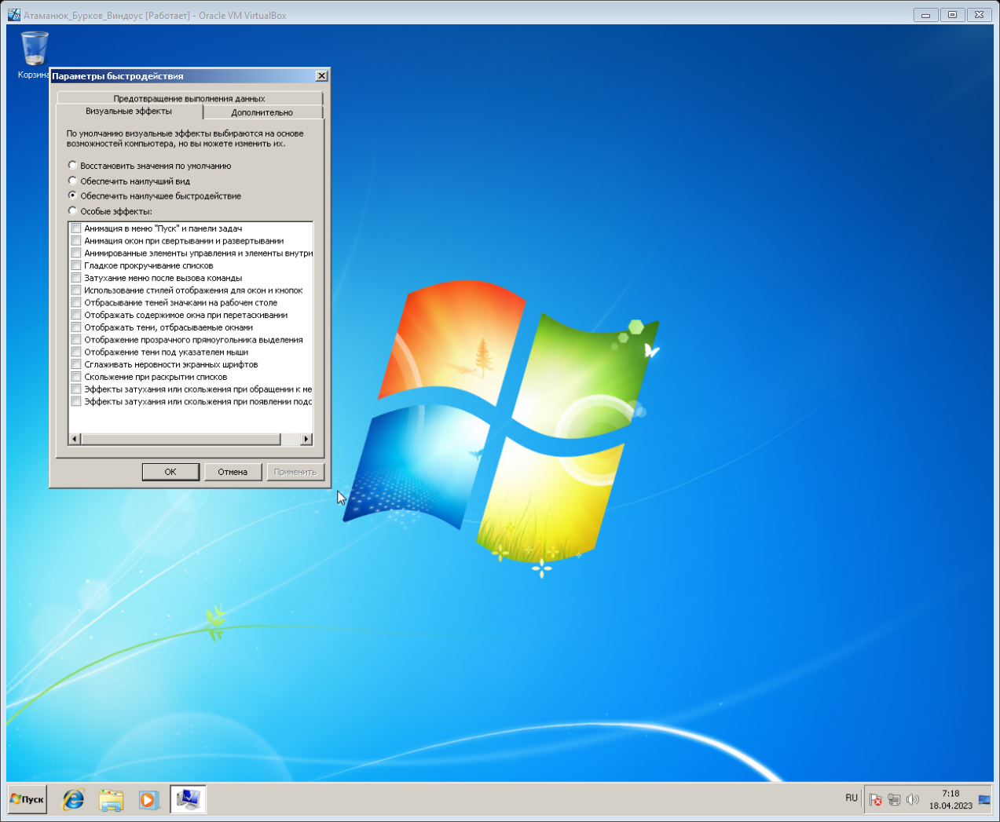 Атаманюк_Бурков_Виндоус [Работает] - Oracle VM VirtualBox
Корзина
Параметры быстродействия
Предотвращение выполнения данных
Визуальные эффекты
Дополнительно
По умолчанию визуальные эффекты выбираются на основе
возможностей компьютера, но вы можете изменить их.
Восстановить значения по умолчанию
Обеспечить наилучший вид
Обеспечить наилучшее быстродействие
Особые эффекты:
Анимация в меню "Пуск" и панели задач
Анимация окон при свертывании и развертывании
Анимированные элементы управления и элементы внутри
Гладкое прокручивание списков
Затухание меню после вызова команды
Использование стилей отображения для окон и кнопок
Отбрасывание теней значками на рабочем столе
Отображать содержимое окна при перетаскивании
Отображать тени, отбрасываемые окнами
Отображение прозрачного прямоугольника выделения
Отображение тени под указателем мыши
Сглаживать неровности экранных шрифтов
Скольжение при раскрытии списков
Эффекты затухания или скольжения при обращении к ме
Эффекты затухания или скольжения при появлении подс
ОК
Отмена
Применить
Пуск
RU
7:18
18.04.2023